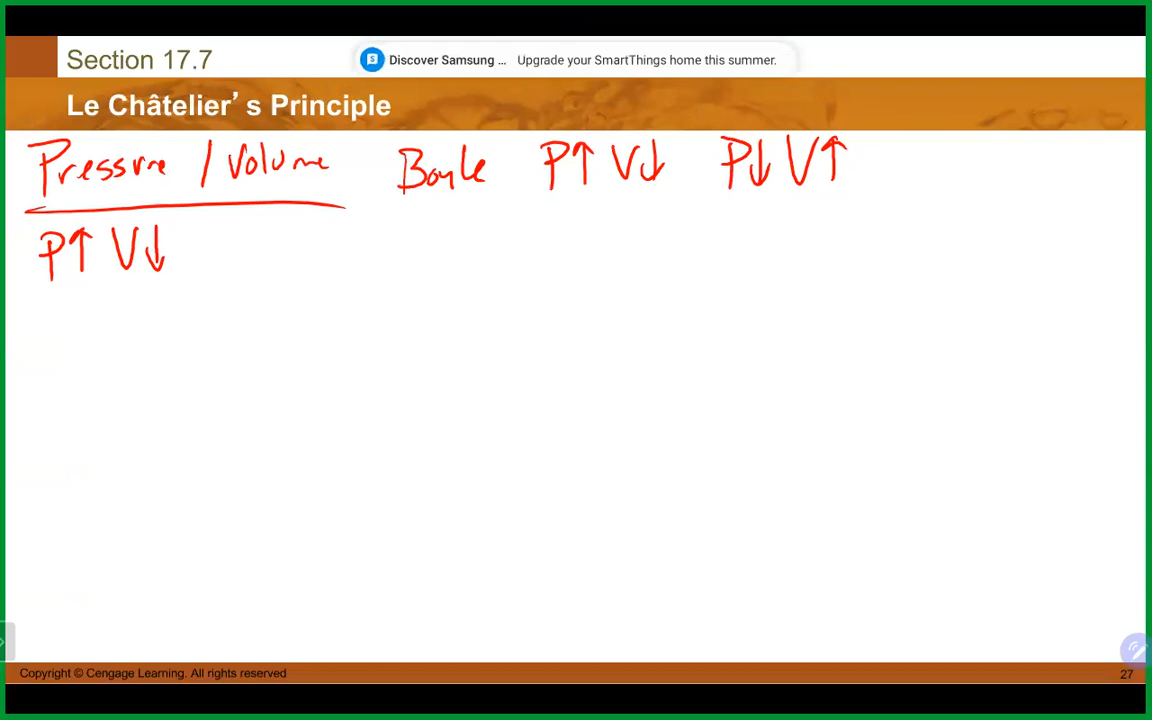 Section 17.7
Discover Samsung ... Upgrade your SmartThings home this summer.
Le Châtelier's Principle
Pressure / Volume Boyle P↑ V↓ P↓ V↑
P↑ V↓
Copyright © Cengage Learning. All rights reserved
27